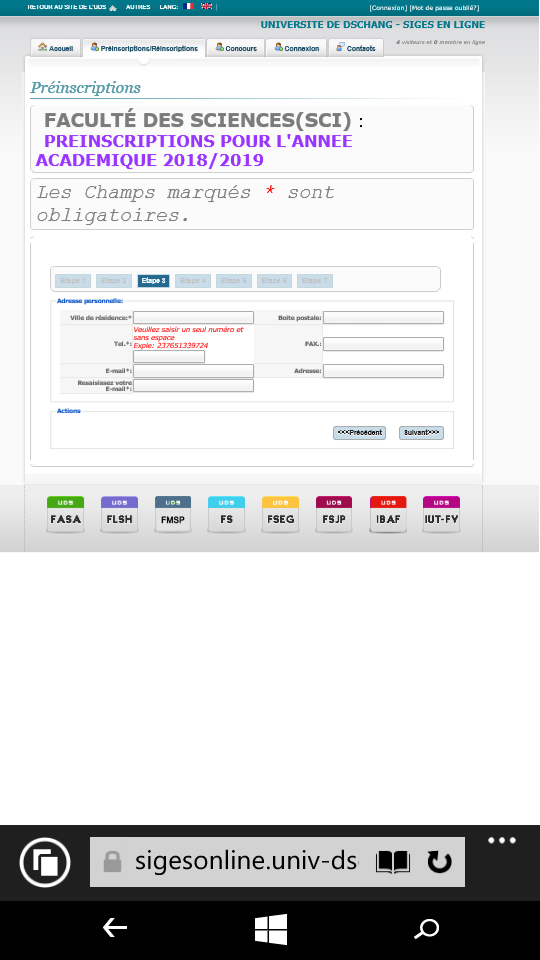 RETOUR AU SITE DE L'UDS AUTRES LANG: | [Connexion] [Mot de passe oublié?]
UNIVERSITE DE DSCHANG - SIGES EN LIGNE
4 visiteurs et 0 membre en ligne
Accueil Préinscriptions/Réinscriptions Concours Connexion Contacts
Préinscriptions
FACULTÉ DES SCIENCES(SCI) :
PREINSCRIPTIONS POUR L'ANNEE
ACADEMIQUE 2018/2019
Les Champs marqués * sont
obligatoires.
Etape 1 Etape 2 Etape 3 Etape 4 Etape 5 Etape 6 Etape 7
Adresse personnelle:
Ville de résidence:* Boite postale:
Veuillez saisir un seul numéro et
sans espace
Exple: 237651339724
Tel.*: FAX.:
E-mail*: Adresse:
Resaisissez votre
E-mail*:
Actions
<<<Précédent Suivant>>>
UDS UDS UDS UDS UDS UDS UDS UDS
FASA FLSH FMSP FS FSEG FSJP IBAF IUT-FV
sigesonline.univ-ds